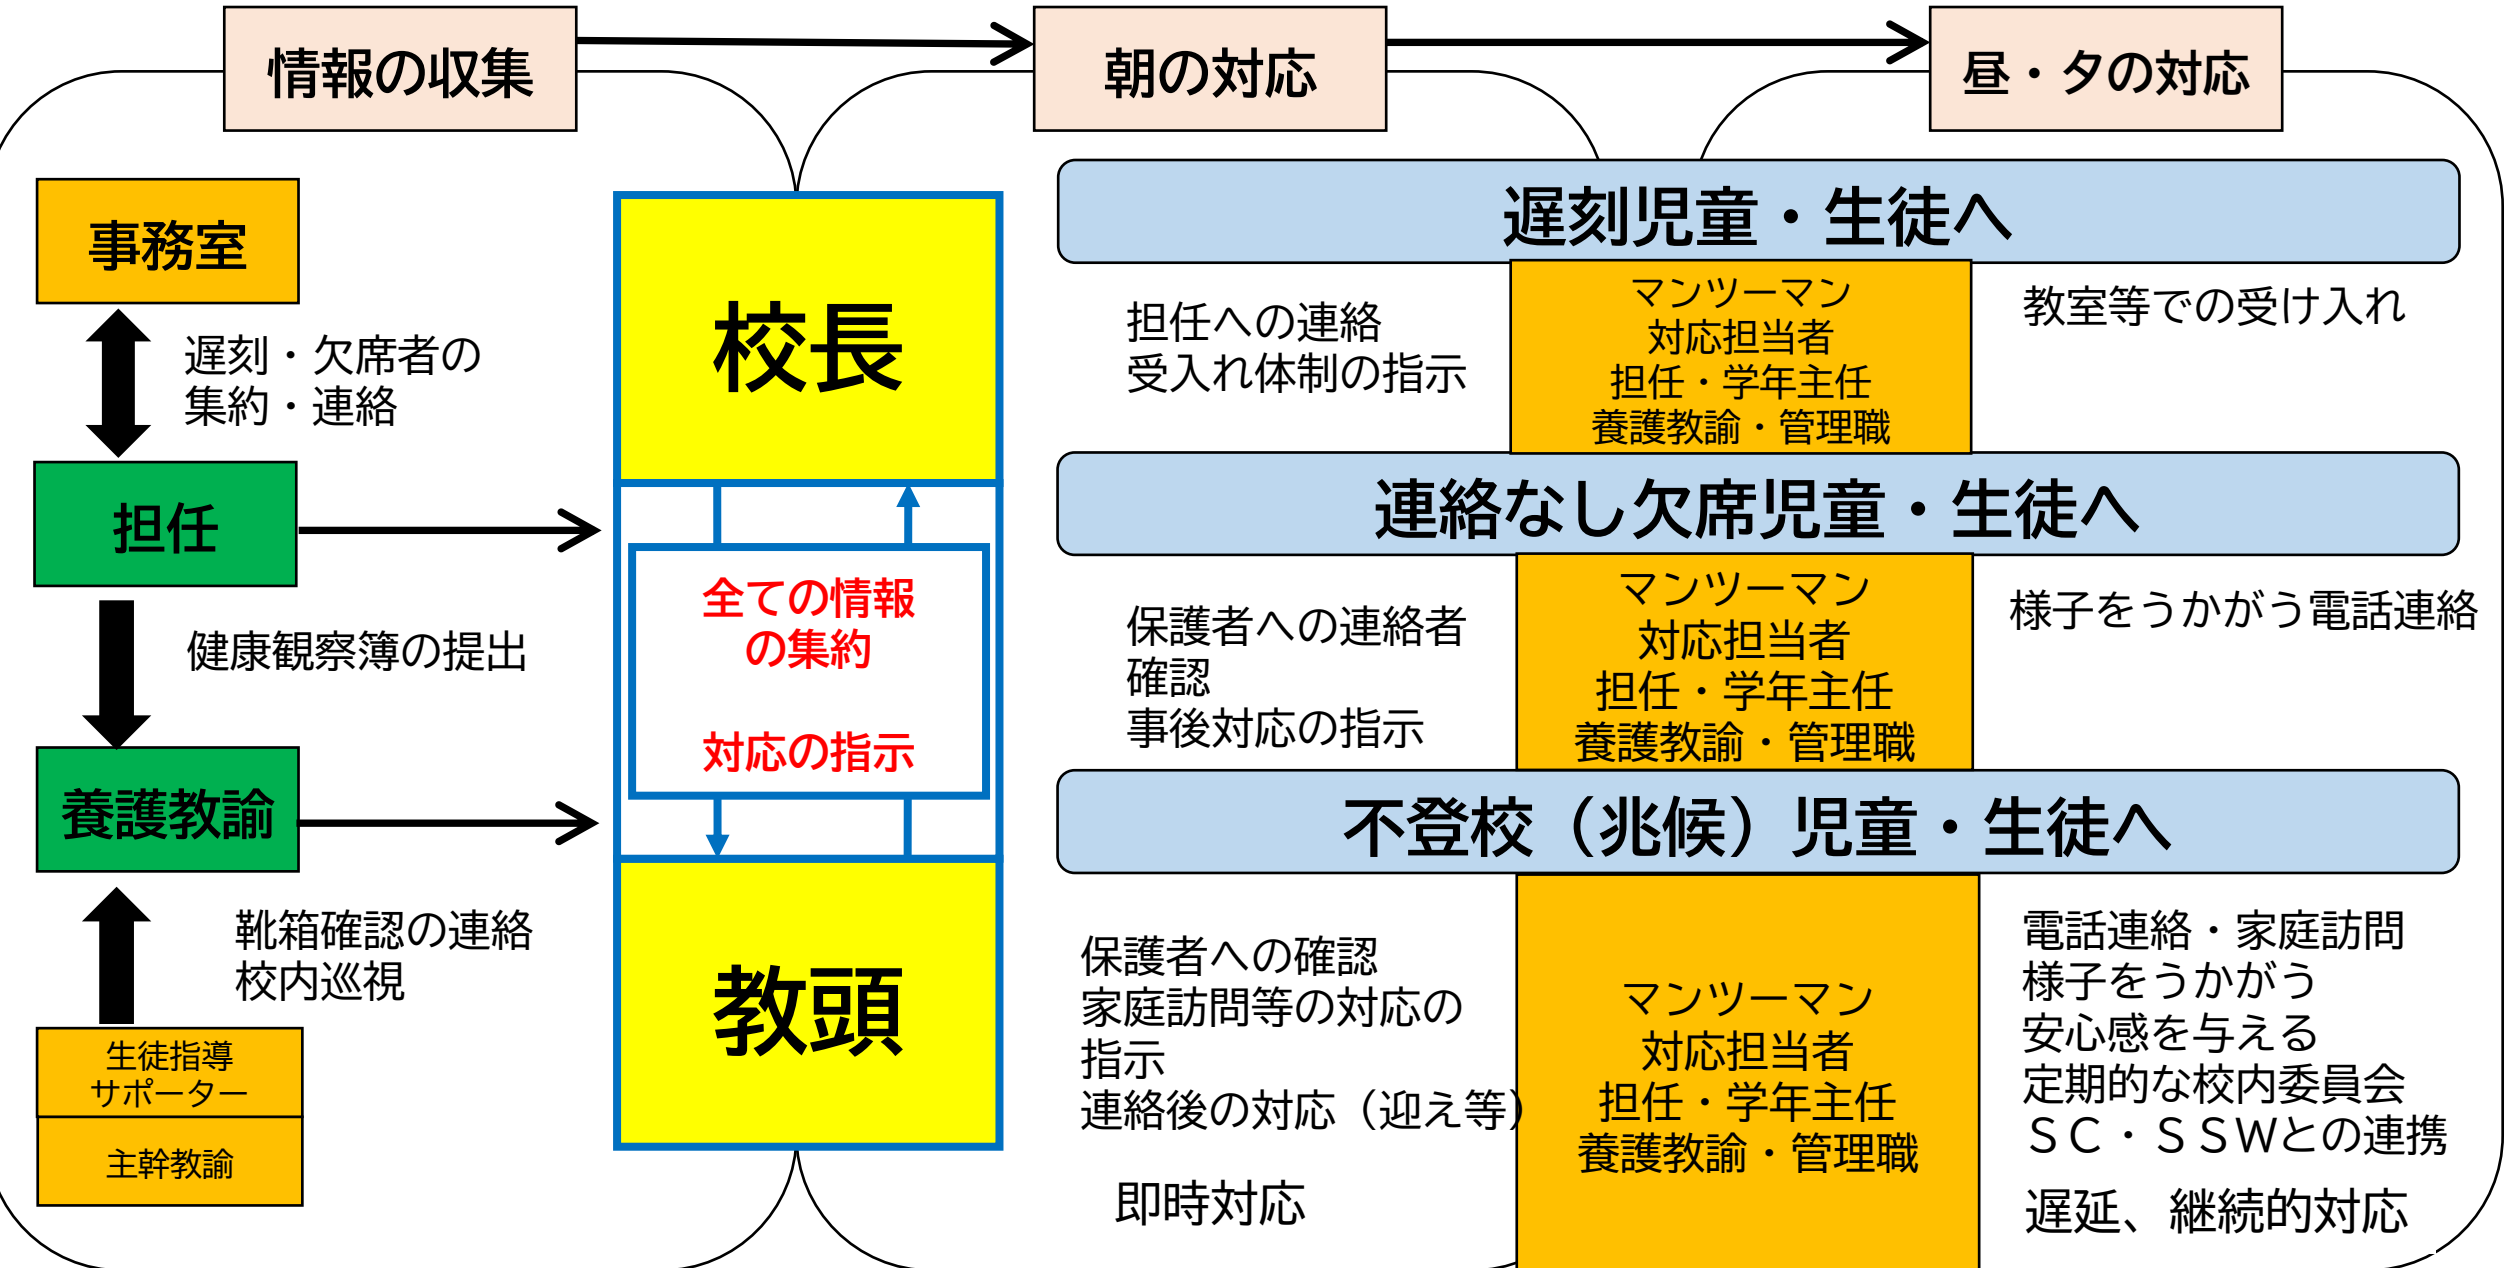 情報の収集
朝の対応
昼・夕の対応
事務室
遅刻・欠席者の
集約・連絡
担任
健康観察簿の提出
養護教諭
靴箱確認の連絡
校内巡視
生徒指導
サポーター
主幹教諭
校長
全ての情報
の集約
対応の指示
教頭
遅刻児童・生徒へ
担任への連絡
受入れ体制の指示
マンツーマン
対応担当者
担任・学年主任
養護教諭・管理職
教室等での受け入れ
連絡なし欠席児童・生徒へ
保護者への連絡者
確認
事後対応の指示
マンツーマン
対応担当者
担任・学年主任
養護教諭・管理職
様子をうかがう電話連絡
不登校（兆候）児童・生徒へ
保護者への確認
家庭訪問等の対応の
指示
連絡後の対応（迎え等）
即時対応
マンツーマン
対応担当者
担任・学年主任
養護教諭・管理職
電話連絡・家庭訪問
様子をうかがう
安心感を与える
定期的な校内委員会
ＳＣ・ＳＳＷとの連携
遅延、継続的対応